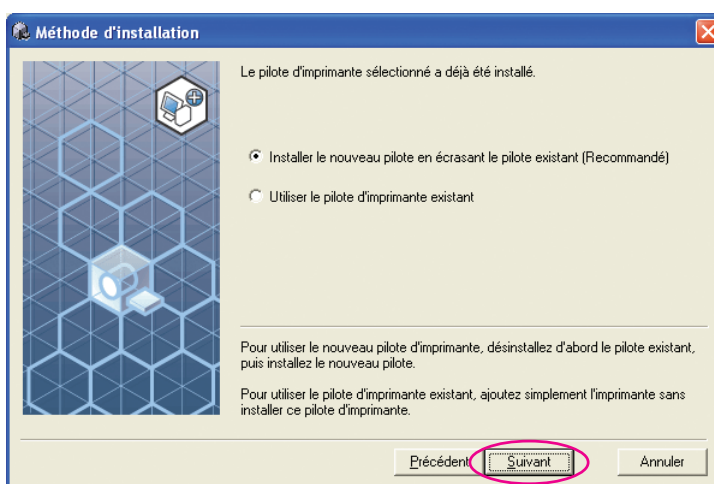 Méthode d'installation
Le pilote d'imprimante sélectionné a déjà été installé.
Installer le nouveau pilote en écrasant le pilote existant (Recommandé)
Utiliser le pilote d'imprimante existant
Pour utiliser le nouveau pilote d'imprimante, désinstallez d'abord le pilote existant,
puis installez le nouveau pilote.
Pour utiliser le pilote d'imprimante existant, ajoutez simplement l'imprimante sans
installer ce pilote d'imprimante.
Précédent Suivant Annuler